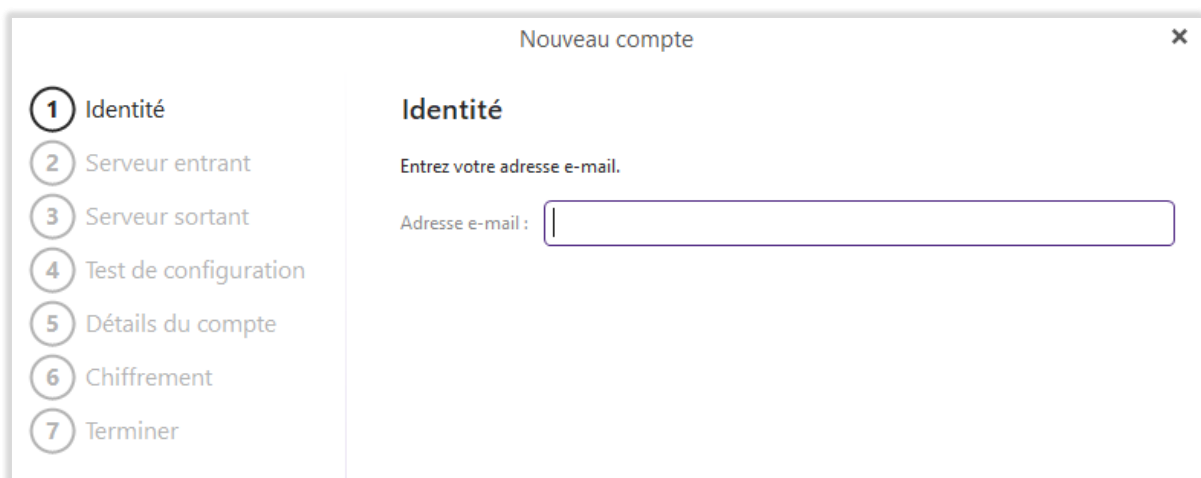 Nouveau compte
1 Identité
2 Serveur entrant
3 Serveur sortant
4 Test de configuration
5 Détails du compte
6 Chiffrement
7 Terminer
Identité
Entrez votre adresse e-mail.
Adresse e-mail :